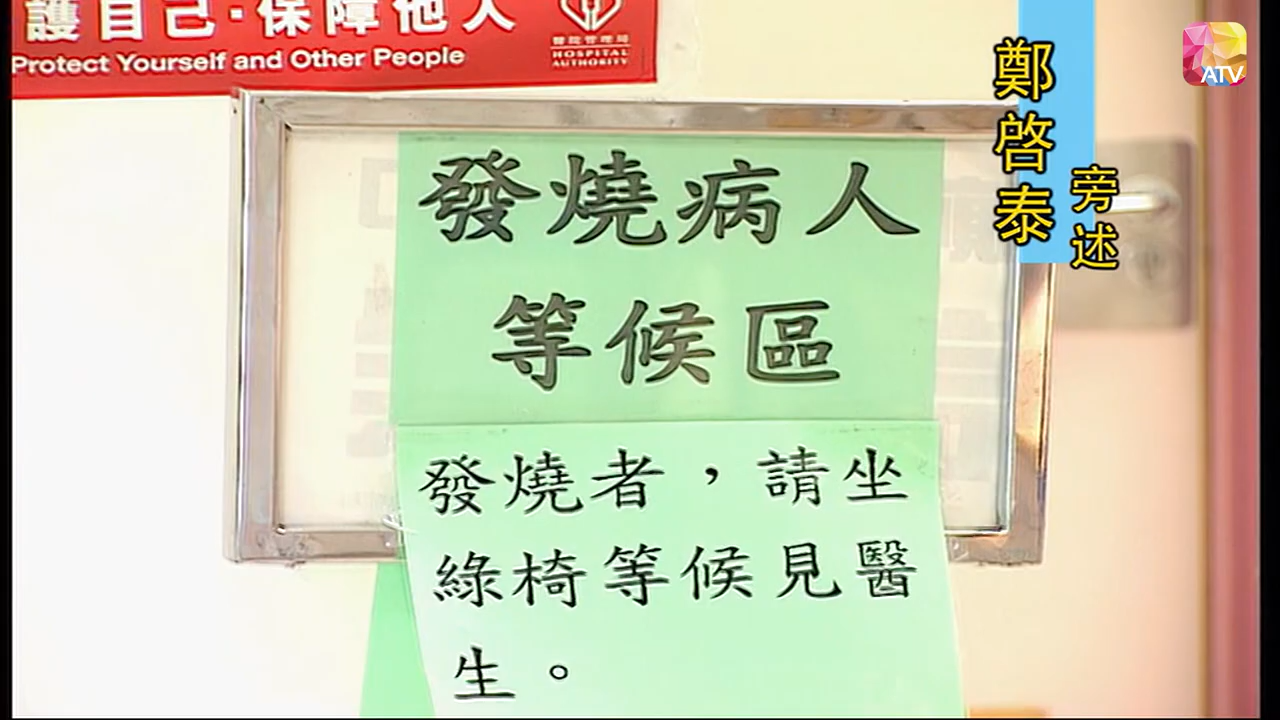 護自己·保障他人
Protect Yourself and Other People
醫院管理局
HOSPITAL
AUTHORITY
ATV
鄭啓泰
旁述
發燒病人
等候區
發燒者，請坐
綠椅等候見醫
生。